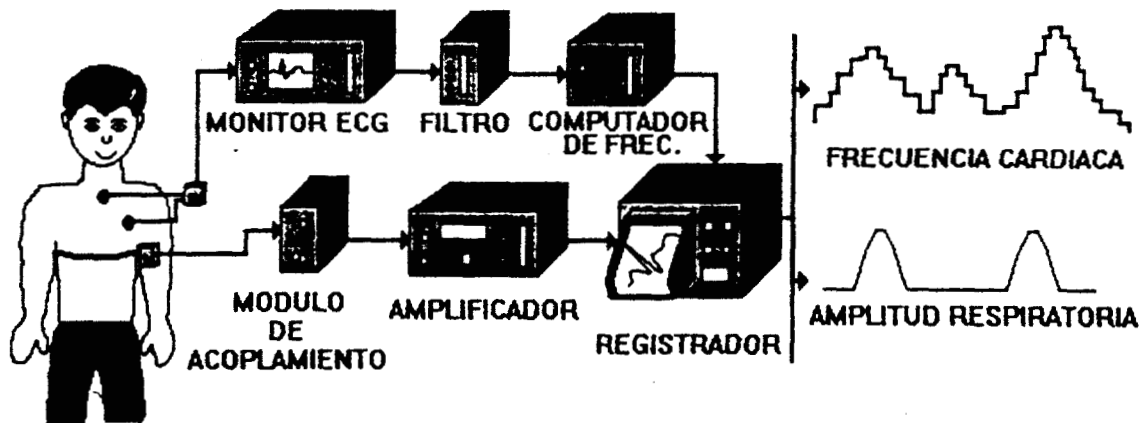 MONITOR ECG
FILTRO
COMPUTADOR
DE FREC.
FRECUENCIA CARDIACA
MODULO
DE
ACOPLAMIENTO
AMPLIFICADOR
REGISTRADOR
AMPLITUD RESPIRATORIA